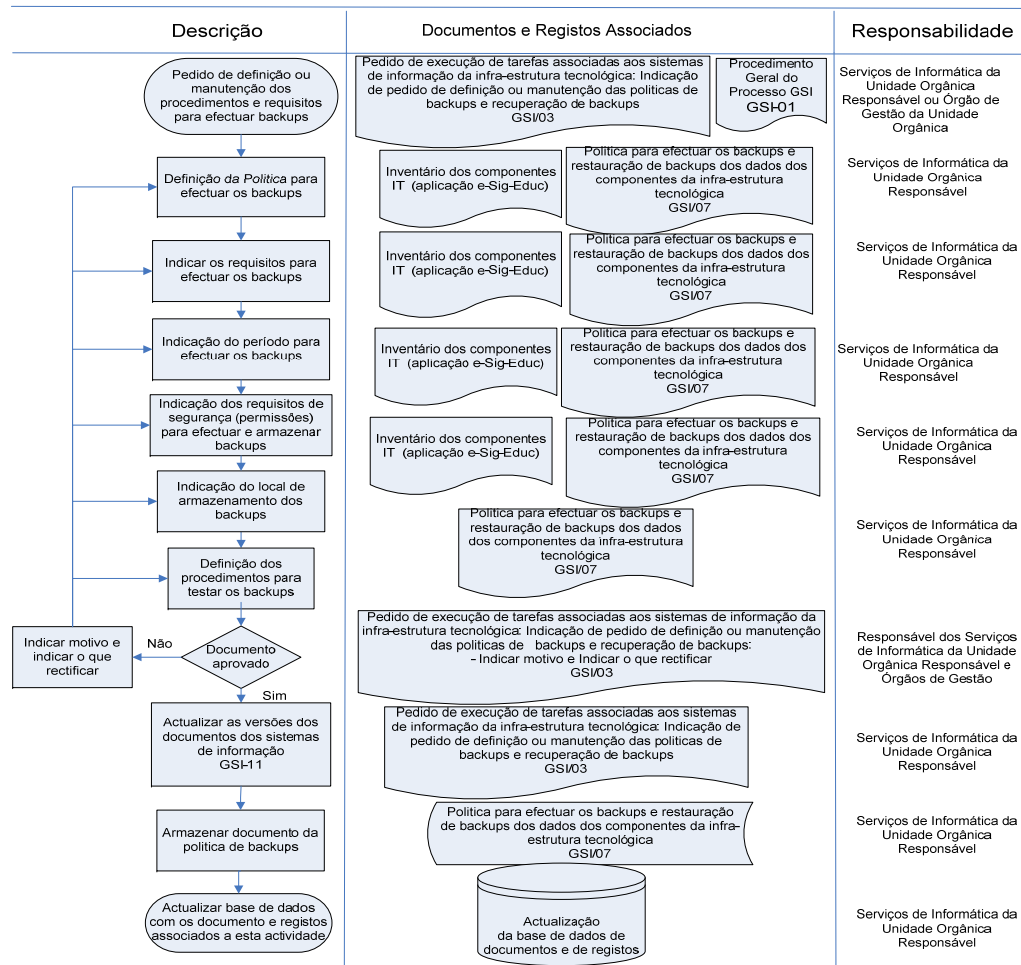 Descrição
Documentos e Registos Associados
Responsabilidade
Pedido de definição ou
manutenção dos
procedimentos e requisitos
para efectuar backups
Pedido de execução de tarefas associadas aos sistemas
de informação da infra-estrutura tecnológica: Indicação
de pedido de definição ou manutenção das politicas de
backups e recuperação de backups
GSI/03
Procedimento
Geral do
Processo GSI
GSI-01
Serviços de Informática da
Unidade Orgânica
Responsável ou Órgão de
Gestão da Unidade
Orgânica
Definição da Politica para
efectuar os backups
Inventário dos componentes
IT (aplicação e-Sig-Educ)
Politica para efectuar os backups e
restauração de backups dos dados dos
componentes da infra-estrutura
tecnológica
GSI/07
Serviços de Informática da
Unidade Orgânica
Responsável
Indicar os requisitos para
efectuar os backups
Inventário dos componentes
IT (aplicação e-Sig-Educ)
Politica para efectuar os backups e
restauração de backups dos dados dos
componentes da infra-estrutura
tecnológica
GSI/07
Serviços de Informática da
Unidade Orgânica
Responsável
Indicação do período para
efectuar os backups
Inventário dos componentes
IT (aplicação e-Sig-Educ)
Politica para efectuar os backups e
restauração de backups dos dados dos
componentes da infra-estrutura
tecnológica
GSI/07
Serviços de Informática da
Unidade Orgânica
Responsável
Indicação dos requisitos de
segurança (permissões)
para efectuar e armazenar
backups
Inventário dos componentes
IT (aplicação e-Sig-Educ)
Politica para efectuar os backups e
restauração de backups dos dados dos
componentes da infra-estrutura
tecnológica
GSI/07
Serviços de Informática da
Unidade Orgânica
Responsável
Indicação do local de
armazenamento dos
backups
Politica para efectuar os backups e
restauração de backups dos dados
dos componentes da infra-estrutura
tecnológica
GSI/07
Serviços de Informática da
Unidade Orgânica
Responsável
Definição dos
procedimentos para
testar os backups
Indicar motivo e
indicar o que
rectificar
Não
Documento
aprovado
Sim
Pedido de execução de tarefas associadas aos sistemas de informação da
infra-estrutura tecnológica: Indicação de pedido de definição ou manutenção
das politicas de backups e recuperação de backups:
- Indicar motivo e Indicar o que rectificar
GSI/03
Responsável dos Serviços
de Informática da Unidade
Orgânica Responsável e
Órgãos de Gestão
Actualizar as versões dos
documentos dos sistemas
de informação
GSI-11
Pedido de execução de tarefas associadas aos sistemas
de informação da infra-estrutura tecnológica: Indicação de
pedido de definição ou manutenção das politicas de
backups e recuperação de backups
GSI/03
Serviços de Informática da
Unidade Orgânica
Responsável
Armazenar documento da
politica de backups
Politica para efectuar os backups e restauração
de backups dos dados dos componentes da infra-
estrutura tecnológica
GSI/07
Serviços de Informática da
Unidade Orgânica
Responsável
Actualizar base de dados
com os documento e registos
associados a esta actividade
Actualização
da base de dados de
documentos e de registos
Serviços de Informática da
Unidade Orgânica
Responsável